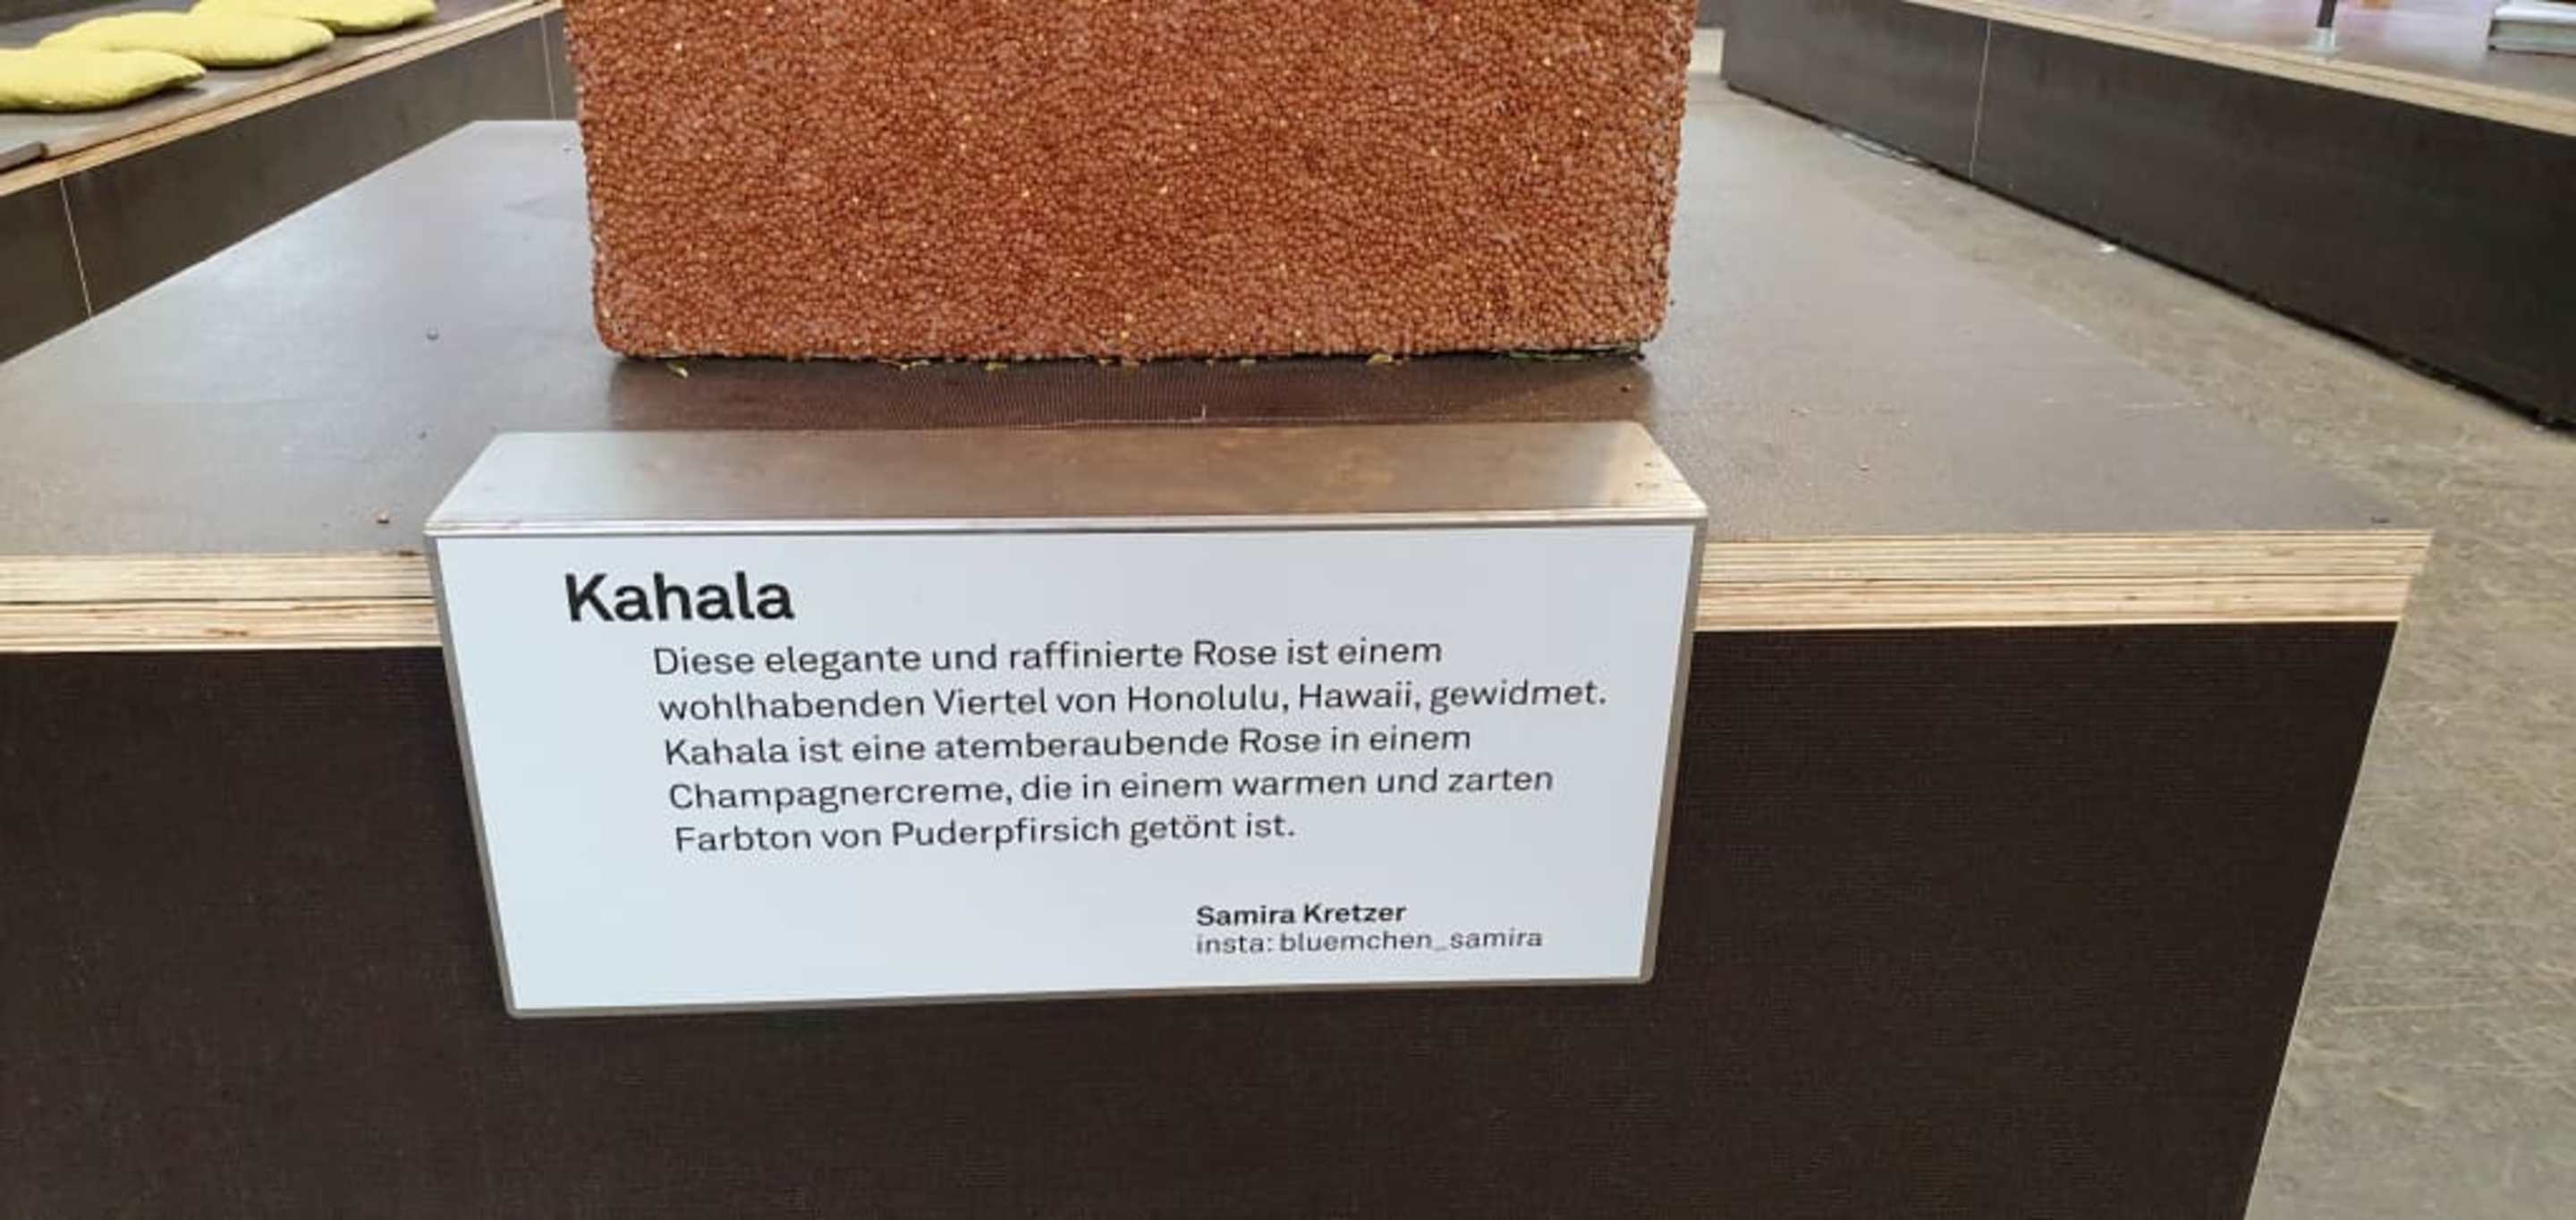 Kahala
Diese elegante und raffinierte Rose ist einem
wohlhabenden Viertel von Honolulu, Hawaii, gewidmet.
Kahala ist eine atemberaubende Rose in einem
Champagnercreme, die in einem warmen und zarten
Farbton von Puderpfirsich getönt ist.
Samira Kretzer
insta: bluemchen_samira